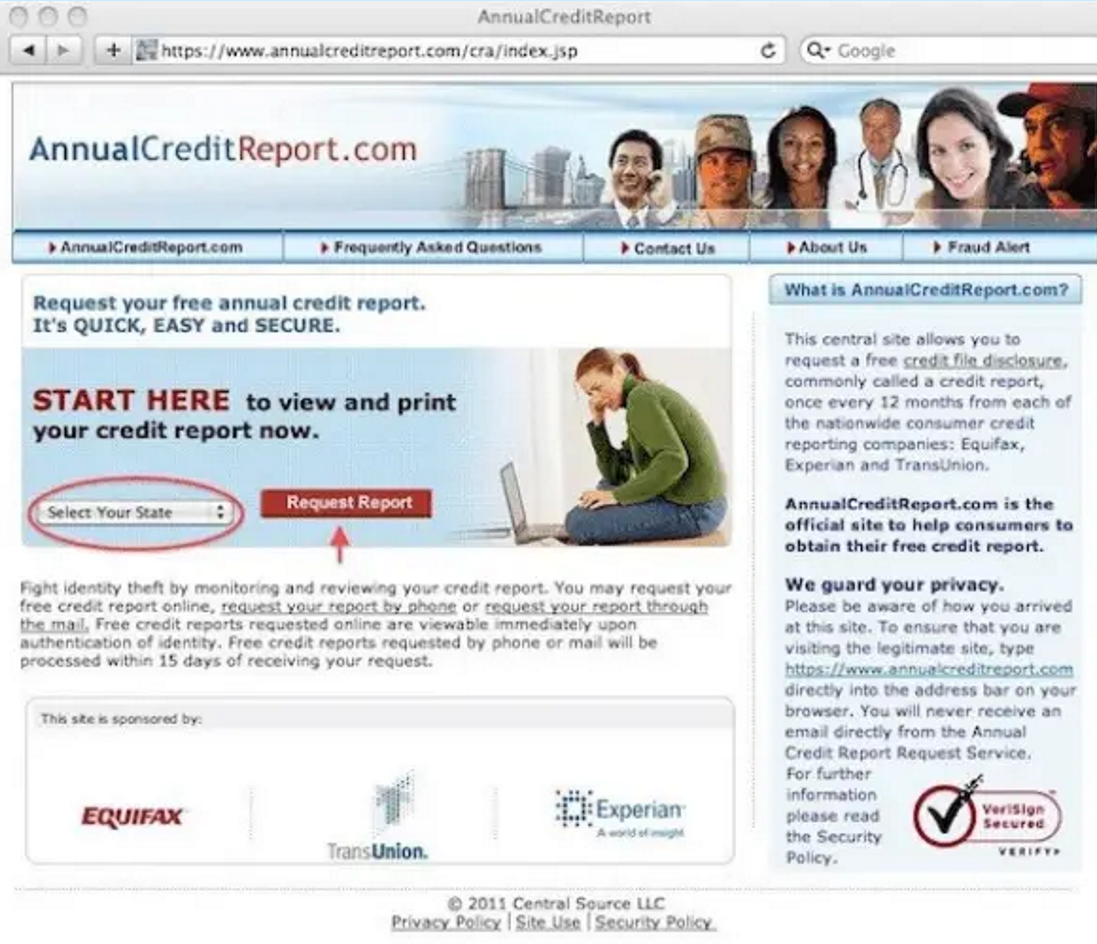 AnnualCreditReport
https://www.annualcreditreport.com/cra/index.jsp
Google
AnnualCreditReport.com
AnnualCreditReport.com
Frequently Asked Questions
Contact Us
About Us
Fraud Alert
Request your free annual credit report.
It's QUICK, EASY and SECURE.
START HERE to view and print
your credit report now.
Select Your State
Request Report
Fight identity theft by monitoring and reviewing your credit report. You may request your
free credit report online, request your report by phone or request your report through
the mail. Free credit reports requested online are viewable immediately upon
authentication of identity. Free credit reports requested by phone or mail will be
processed within 15 days of receiving your request.
This site is sponsored by:
EQUIFAX
TransUnion.
Experian
A world of insight
What is AnnualCreditReport.com?
This central site allows you to
request a free credit file disclosure,
commonly called a credit report,
once every 12 months from each of
the nationwide consumer credit
reporting companies: Equifax,
Experian and TransUnion.
AnnualCreditReport.com is the
official site to help consumers to
obtain their free credit report.
We guard your privacy.
Please be aware of how you arrived
at this site. To ensure that you are
visiting the legitimate site, type
https://www.annualcreditreport.com
directly into the address bar on your
browser. You will never receive an
email directly from the Annual
Credit Report Request Service.
For further
information
please read
the Security
Policy.
VeriSign
Secured
VERIFY
© 2011 Central Source LLC
Privacy Policy | Site Use | Security Policy